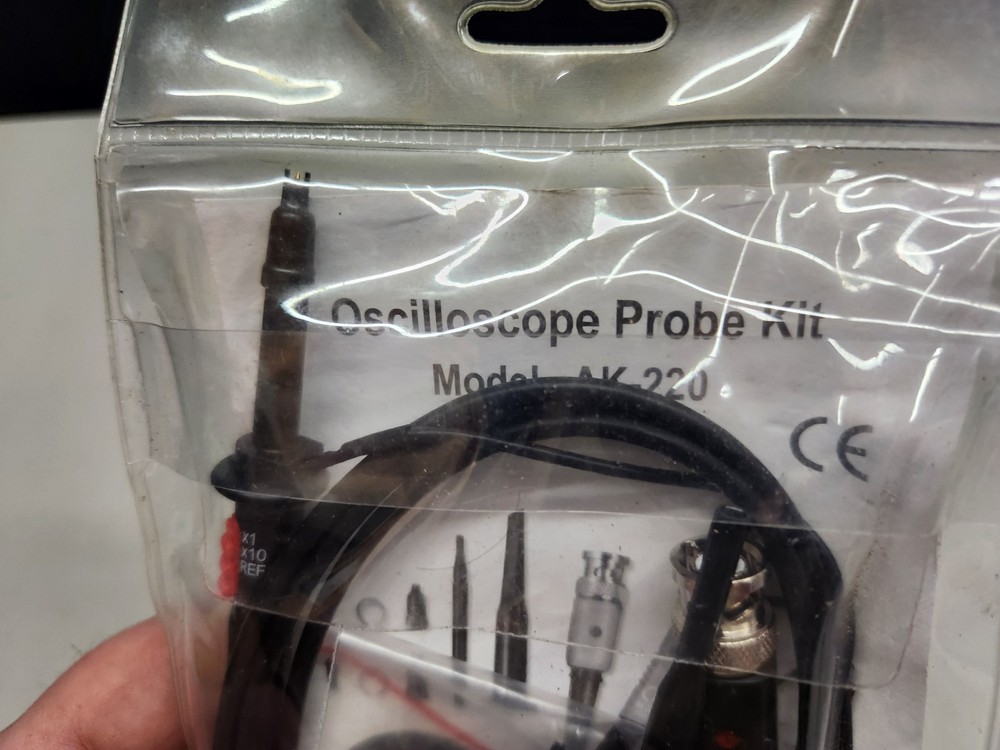 Oscilloscope Probe Kit
Model AK-220
CE
X1
X10
REF